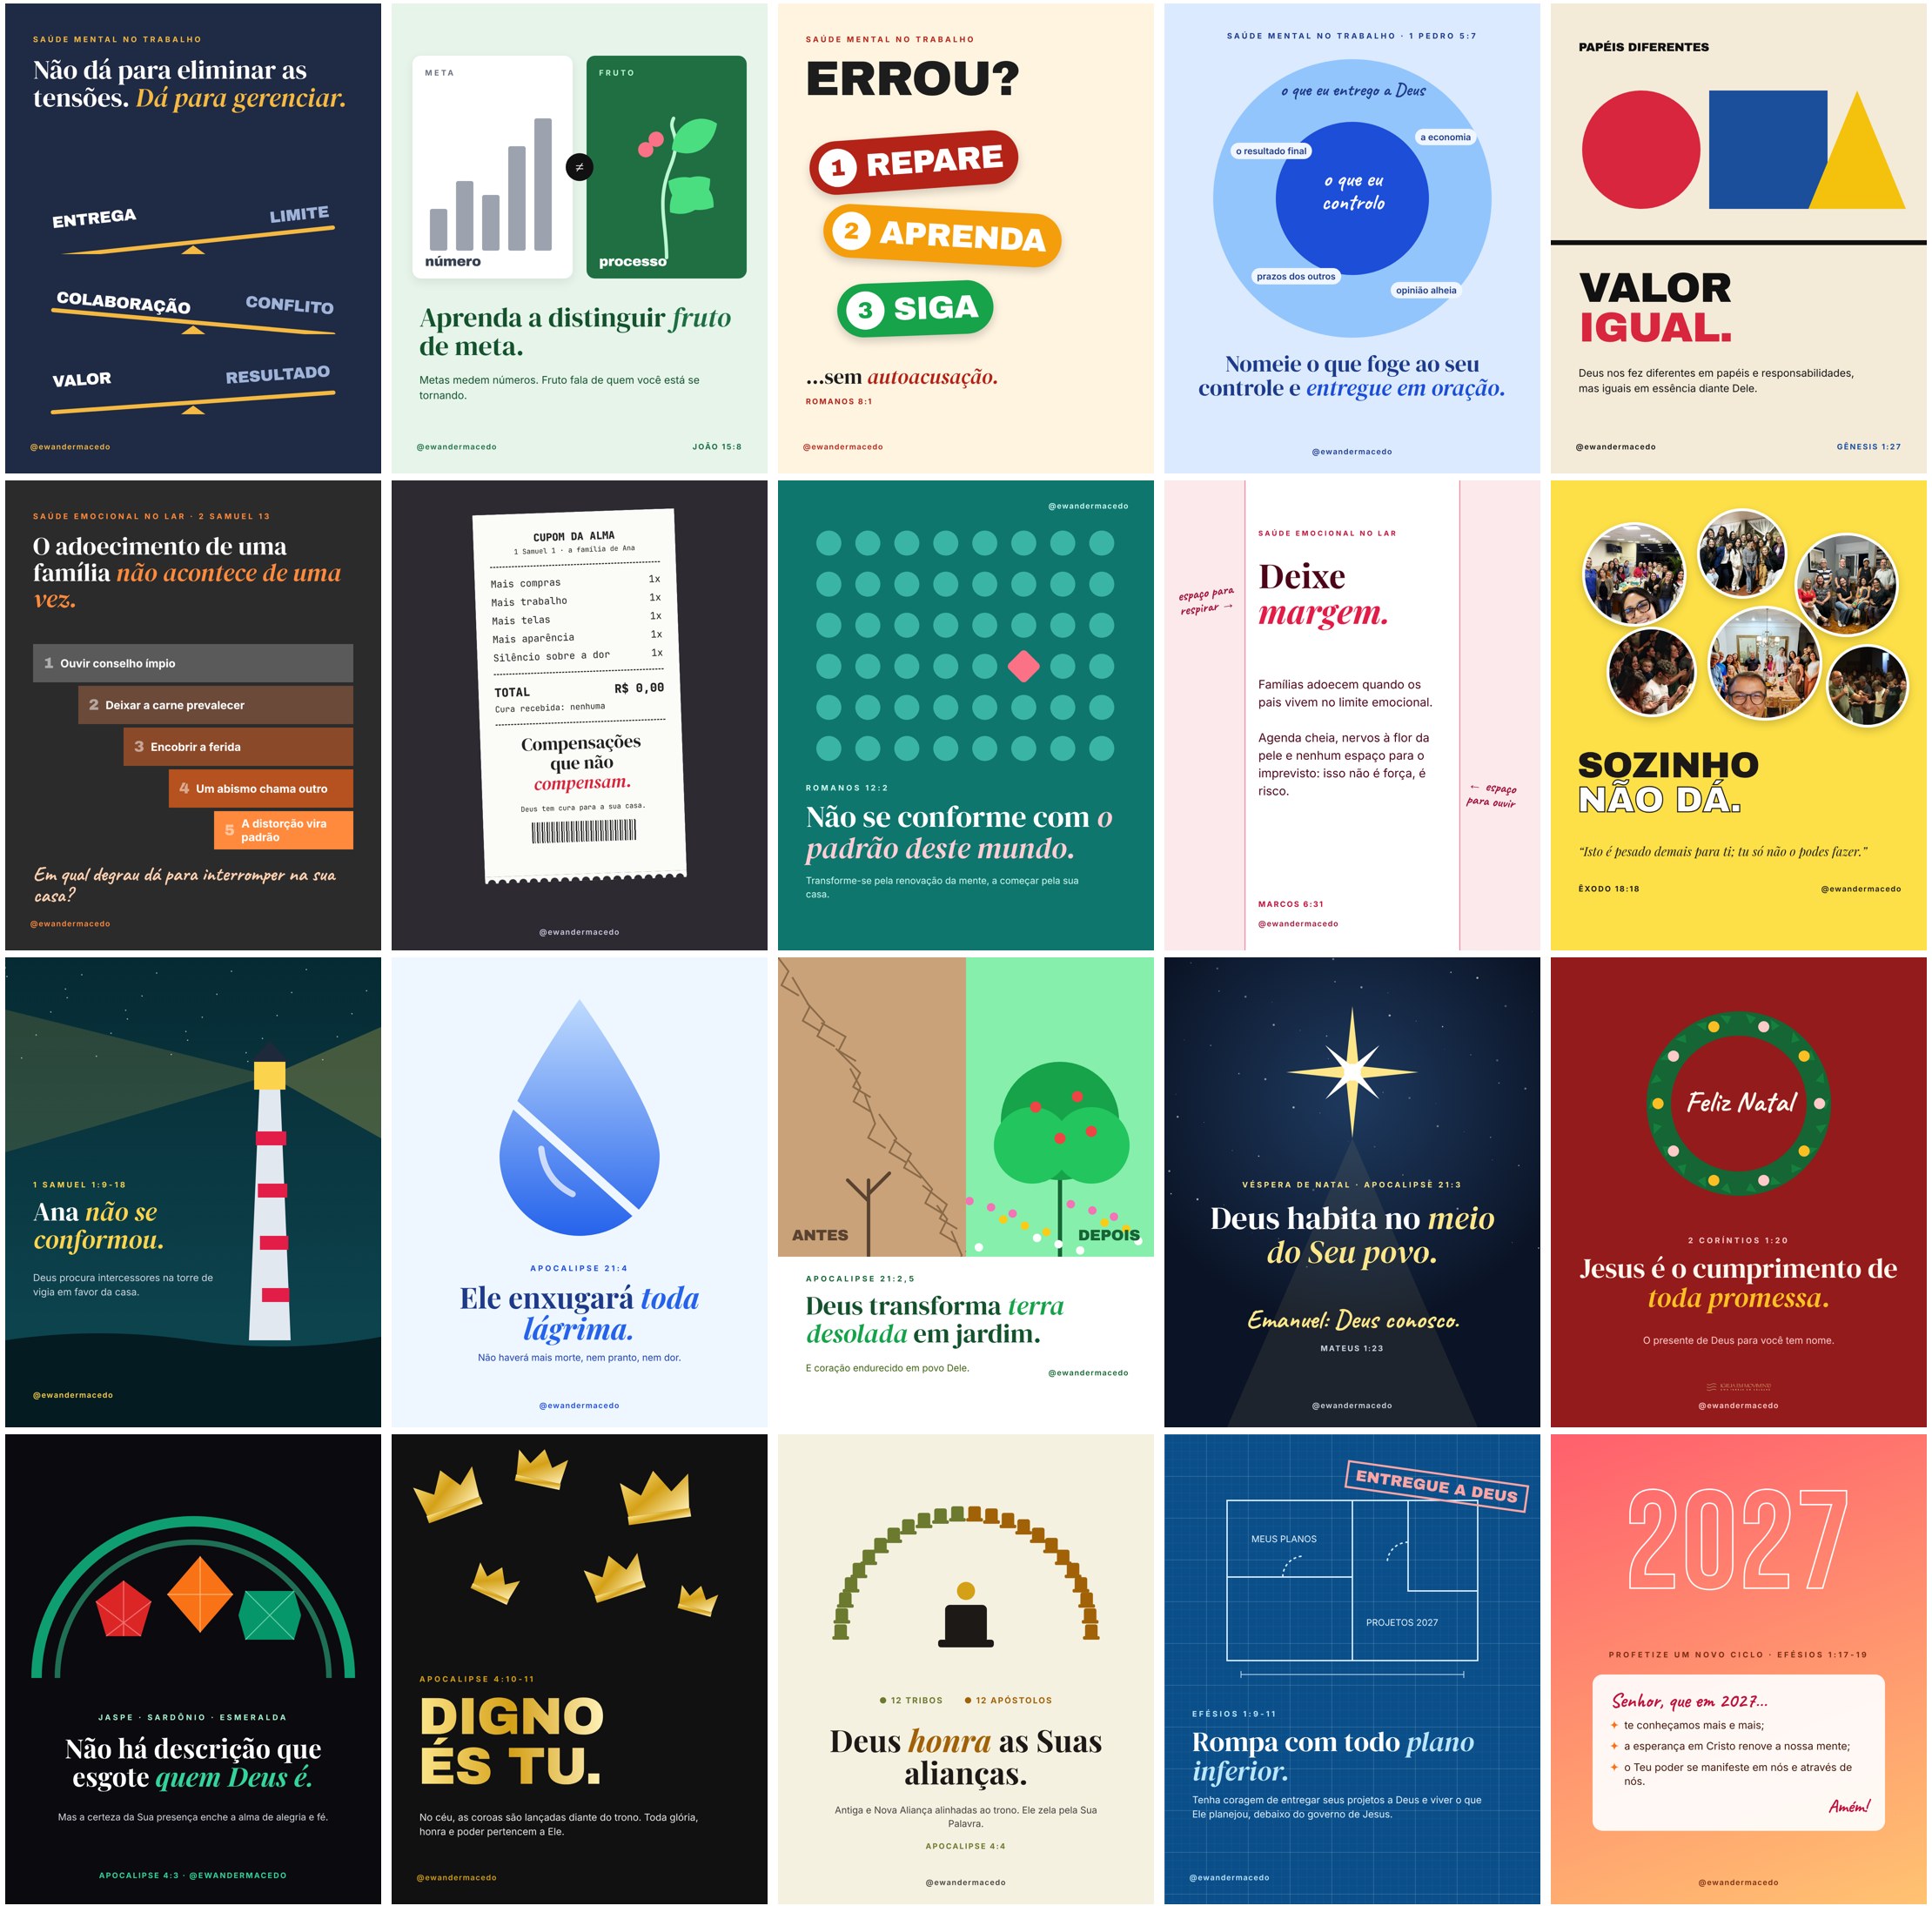 SAÚDE MENTAL NO TRABALHO
Não dá para eliminar as
tensões. Dá para gerenciar.
ENTREGA
LIMITE
COLABORAÇÃO
CONFLITO
VALOR
RESULTADO
@ewandermacedo
META
FRUTO
≠
número
processo
Aprenda a distinguir fruto
de meta.
Metas medem números. Fruto fala de quem você está se
tornando.
@ewandermacedo
JOÃO 15:8
SAÚDE MENTAL NO TRABALHO
ERROU?
1 REPARE
2 APRENDA
3 SIGA
...sem autoacusação.
ROMANOS 8:1
@ewandermacedo
SAÚDE MENTAL NO TRABALHO · 1 PEDRO 5:7
o que eu entrego a Deus
a economia
o resultado final
o que eu
controlo
prazos dos outros
opinião alheia
Nomeie o que foge ao seu
controle e entregue em oração.
@ewandermacedo
PAPÉIS DIFERENTES
VALOR
IGUAL.
Deus nos fez diferentes em papéis e responsabilidades,
mas iguais em essência diante Dele.
@ewandermacedo
GÊNESIS 1:27
SAÚDE EMOCIONAL NO LAR · 2 SAMUEL 13
O adoecimento de uma
família não acontece de uma
vez.
1 Ouvir conselho ímpio
2 Deixar a carne prevalecer
3 Encobrir a ferida
4 Um abismo chama outro
5 A distorção vira
padrão
Em qual degrau dá para interromper na sua
casa?
@ewandermacedo
CUPOM DA ALMA
1 Samuel 1 · a família de Ana
Mais compras 1x
Mais trabalho 1x
Mais telas 1x
Mais aparência 1x
Silêncio sobre a dor 1x
TOTAL R$ 0,00
Cura recebida: nenhuma
Compensações
que não
compensam.
Deus tem cura para a sua casa.
@ewandermacedo
@ewandermacedo
ROMANOS 12:2
Não se conforme com o
padrão deste mundo.
Transforme-se pela renovação da mente, a começar pela sua
casa.
SAÚDE EMOCIONAL NO LAR
Deixe
margem.
espaço para
respirar →
Famílias adoecem quando os
pais vivem no limite emocional.
Agenda cheia, nervos à flor da
pele e nenhum espaço para o
imprevisto: isso não é força, é
risco.
← espaço
para ouvir
MARCOS 6:31
@ewandermacedo
SOZINHO
NÃO DÁ.
“Isto é pesado demais para ti; tu só não o podes fazer.”
ÊXODO 18:18
@ewandermacedo
1 SAMUEL 1:9-18
Ana não se
conformou.
Deus procura intercessores na torre de
vigia em favor da casa.
@ewandermacedo
APOCALIPSE 21:4
Ele enxugará toda
lágrima.
Não haverá mais morte, nem pranto, nem dor.
@ewandermacedo
ANTES
DEPOIS
APOCALIPSE 21:2,5
Deus transforma terra
desolada em jardim.
E coração endurecido em povo Dele.
@ewandermacedo
VÉSPERA DE NATAL · APOCALIPSE 21:3
Deus habita no meio
do Seu povo.
Emanuel: Deus conosco.
MATEUS 1:23
@ewandermacedo
Feliz Natal
2 CORÍNTIOS 1:20
Jesus é o cumprimento de
toda promessa.
O presente de Deus para você tem nome.
@ewandermacedo
JASPE · SARDÔNIO · ESMERALDA
Não há descrição que
esgote quem Deus é.
Mas a certeza da Sua presença enche a alma de alegria e fé.
APOCALIPSE 4:3 · @EWANDERMACEDO
APOCALIPSE 4:10-11
DIGNO
ÉS TU.
No céu, as coroas são lançadas diante do trono. Toda glória,
honra e poder pertencem a Ele.
@ewandermacedo
12 TRIBOS
12 APÓSTOLOS
Deus honra as Suas
alianças.
Antiga e Nova Aliança alinhadas ao trono. Ele zela pela Sua
Palavra.
APOCALIPSE 4:4
@ewandermacedo
ENTREGUE A DEUS
MEUS PLANOS
PROJETOS 2027
EFÉSIOS 1:9-11
Rompa com todo plano
inferior.
Tenha coragem de entregar seus projetos a Deus e viver o que
Ele planejou, debaixo do governo de Jesus.
@ewandermacedo
2027
PROFETIZE UM NOVO CICLO · EFÉSIOS 1:17-19
Senhor, que em 2027...
te conheçamos mais e mais;
a esperança em Cristo renove a nossa mente;
o Teu poder se manifeste em nós e através de
nós.
Amém!
@ewandermacedo